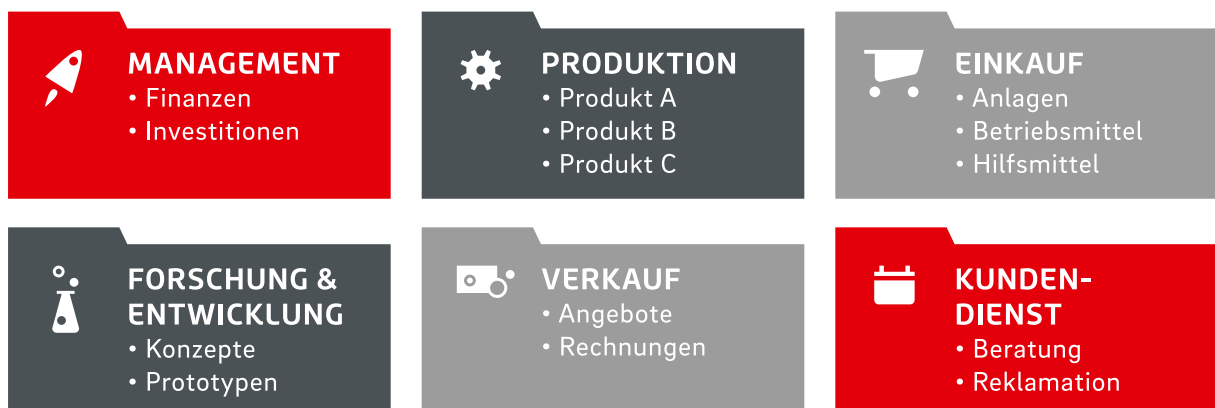 MANAGEMENT
• Finanzen
• Investitionen
PRODUKTION
• Produkt A
• Produkt B
• Produkt C
EINKAUF
• Anlagen
• Betriebsmittel
• Hilfsmittel
FORSCHUNG &
ENTWICKLUNG
• Konzepte
• Prototypen
VERKAUF
• Angebote
• Rechnungen
KUNDEN-
DIENST
• Beratung
• Reklamation